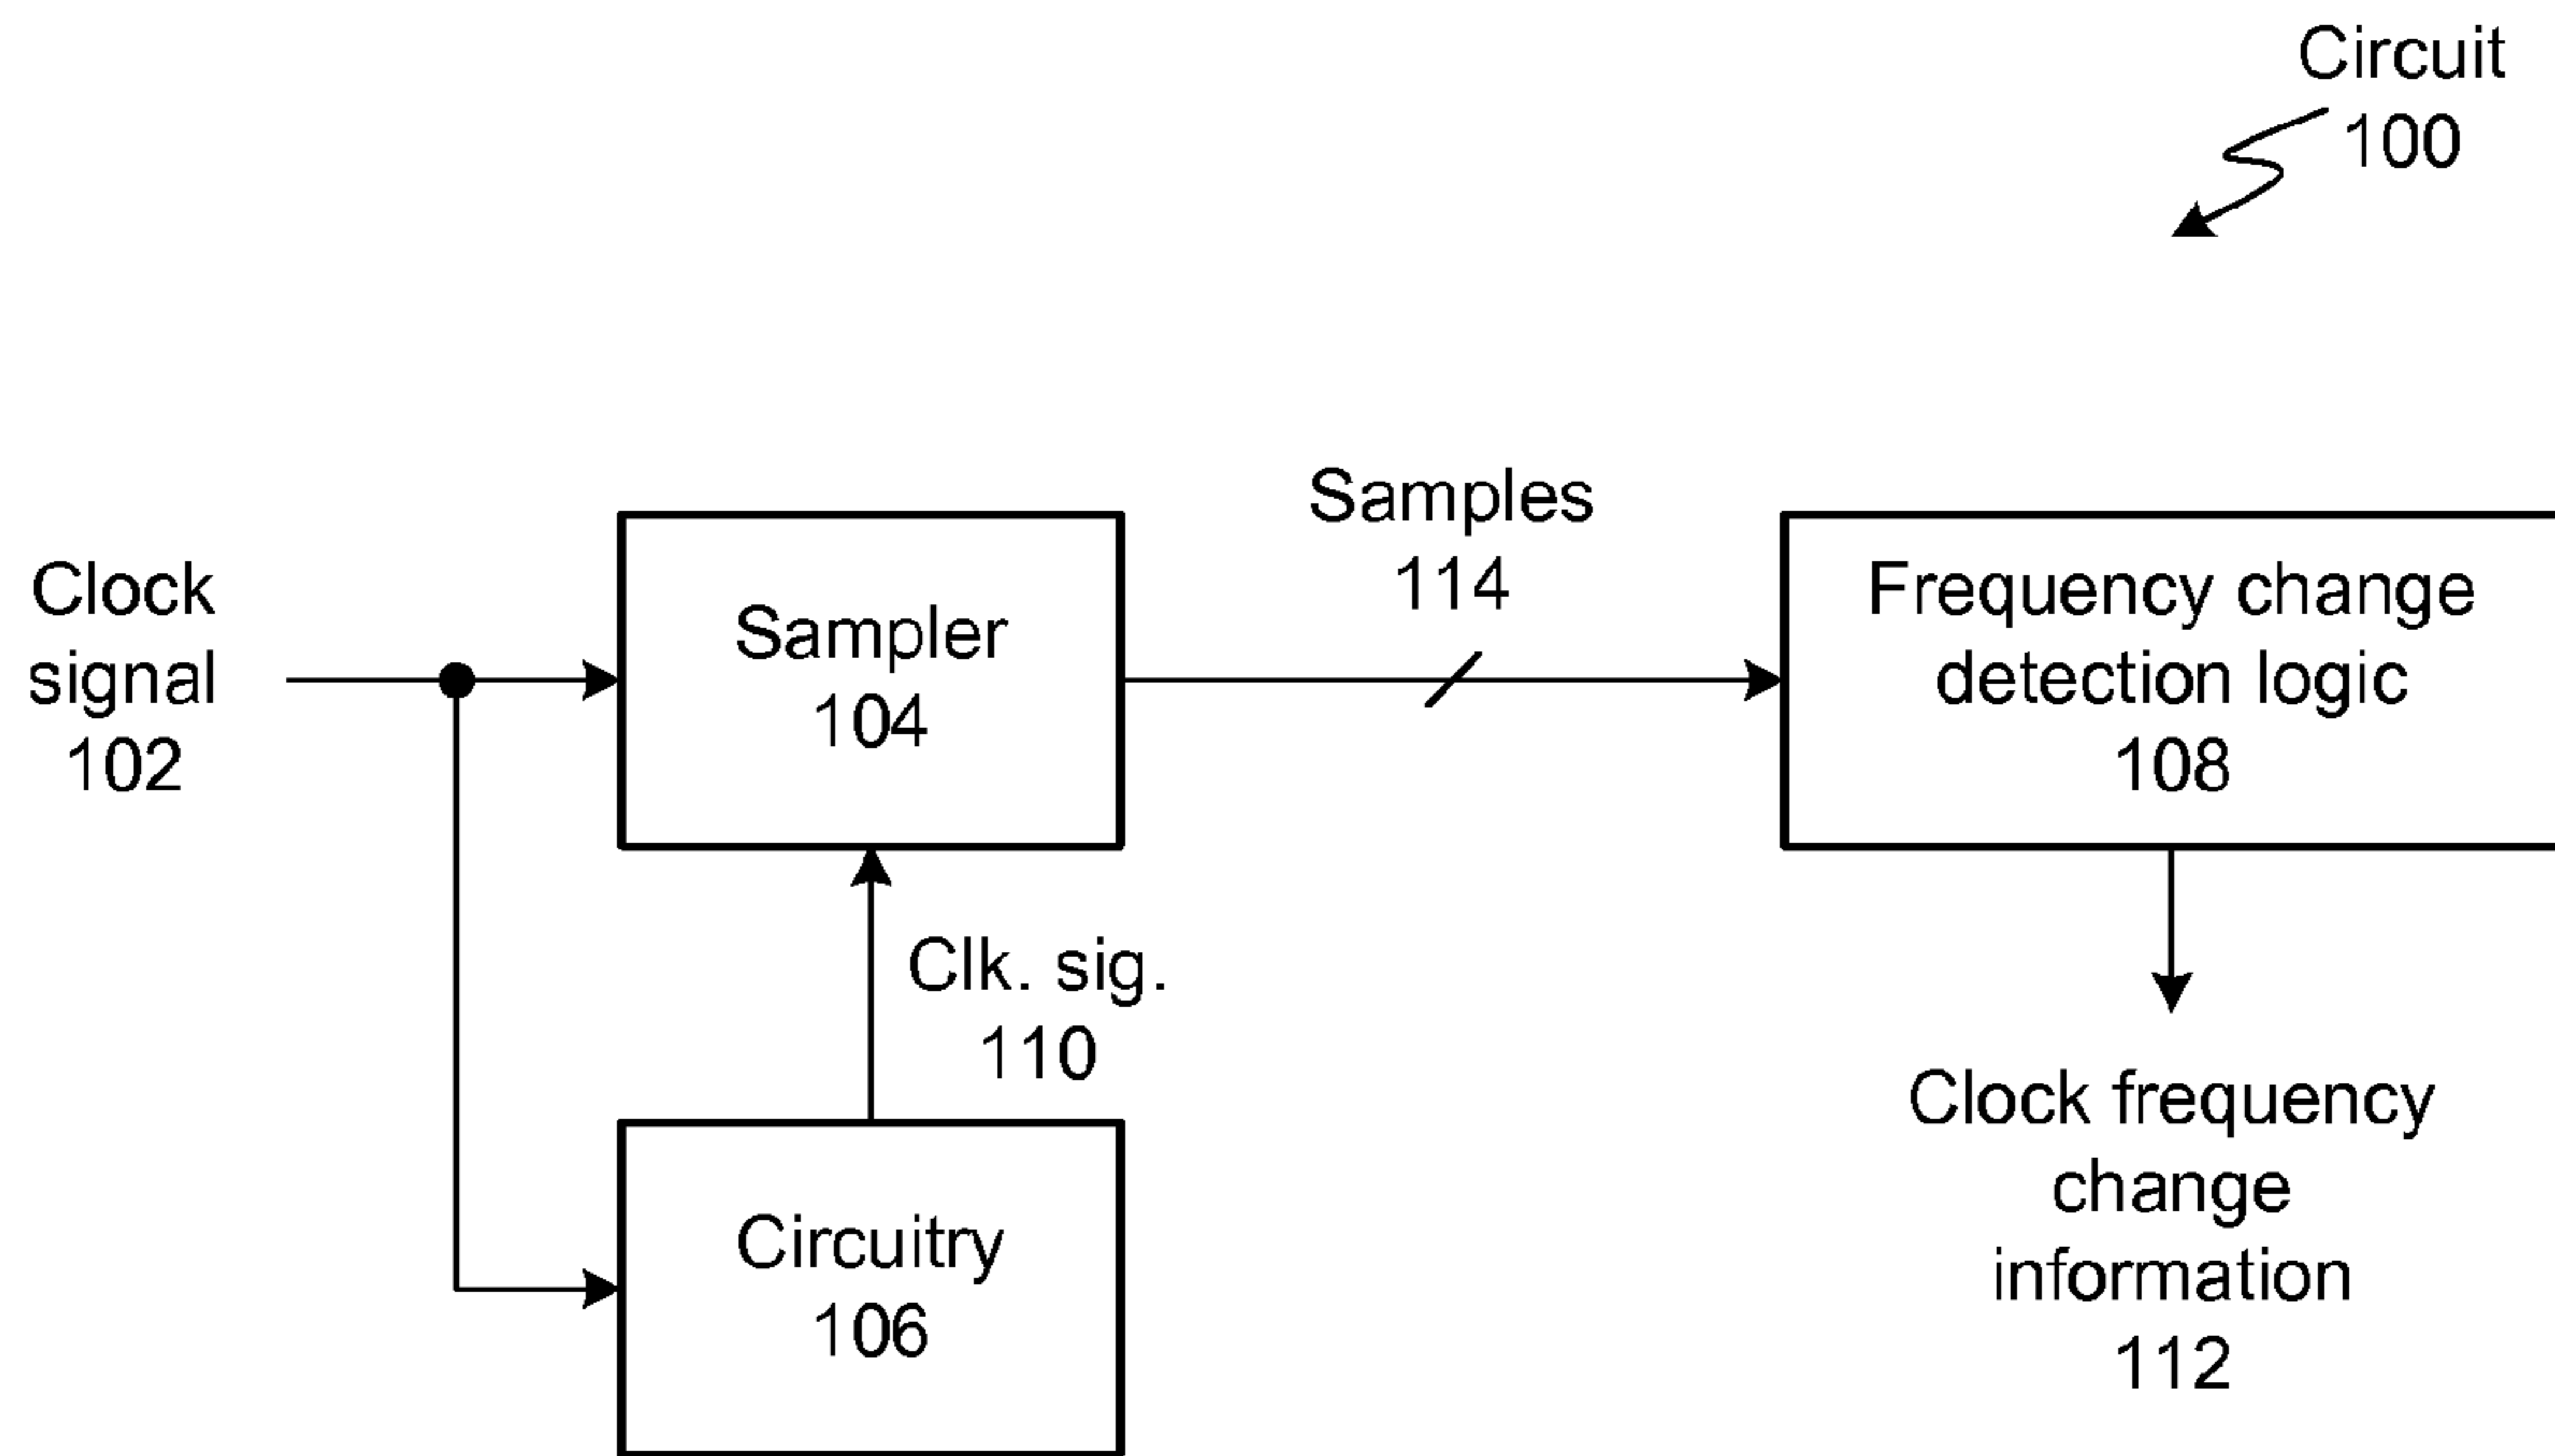 Circuit
100
Clock
signal
102
Sampler
104
Samples
114
Frequency change
detection logic
108
Clk. sig.
110
Circuitry
106
Clock frequency
change
information
112